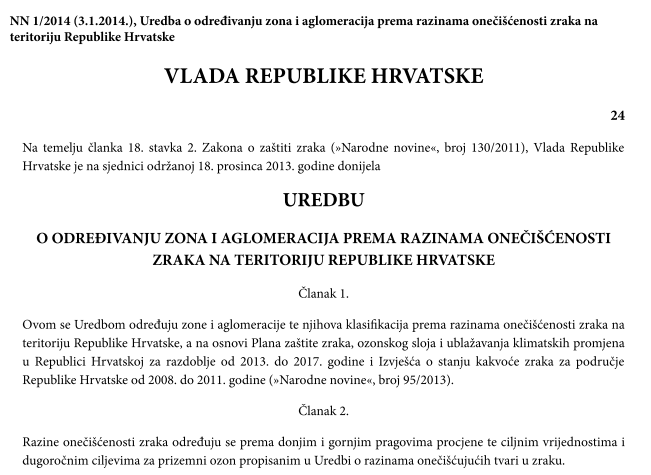 NN 1/2014 (3.1.2014.), Uredba o određivanju zona i aglomeracija prema razinama onečišćenosti zraka na
teritoriju Republike Hrvatske
VLADA REPUBLIKE HRVATSKE
24
Na temelju članka 18. stavka 2. Zakona o zaštiti zraka (»Narodne novine«, broj 130/2011), Vlada Republike
Hrvatske je na sjednici održanoj 18. prosinca 2013. godine donijela
UREDBU
O ODREĐIVANJU ZONA I AGLOMERACIJA PREMA RAZINAMA ONEČIŠĆENOSTI
ZRAKA NA TERITORIJU REPUBLIKE HRVATSKE
Članak 1.
Ovom se Uredbom određuju zone i aglomeracije te njihova klasifikacija prema razinama onečišćenosti zraka na
teritoriju Republike Hrvatske, a na osnovi Plana zaštite zraka, ozonskog sloja i ublažavanja klimatskih promjena
u Republici Hrvatskoj za razdoblje od 2013. do 2017. godine i Izvješća o stanju kakvoće zraka za područje
Republike Hrvatske od 2008. do 2011. godine (»Narodne novine«, broj 95/2013).
Članak 2.
Razine onečišćenosti zraka određuju se prema donjim i gornjim pragovima procjene te ciljnim vrijednostima i
dugoročnim ciljevima za prizemni ozon propisanim u Uredbi o razinama onečišćujućih tvari u zraku.